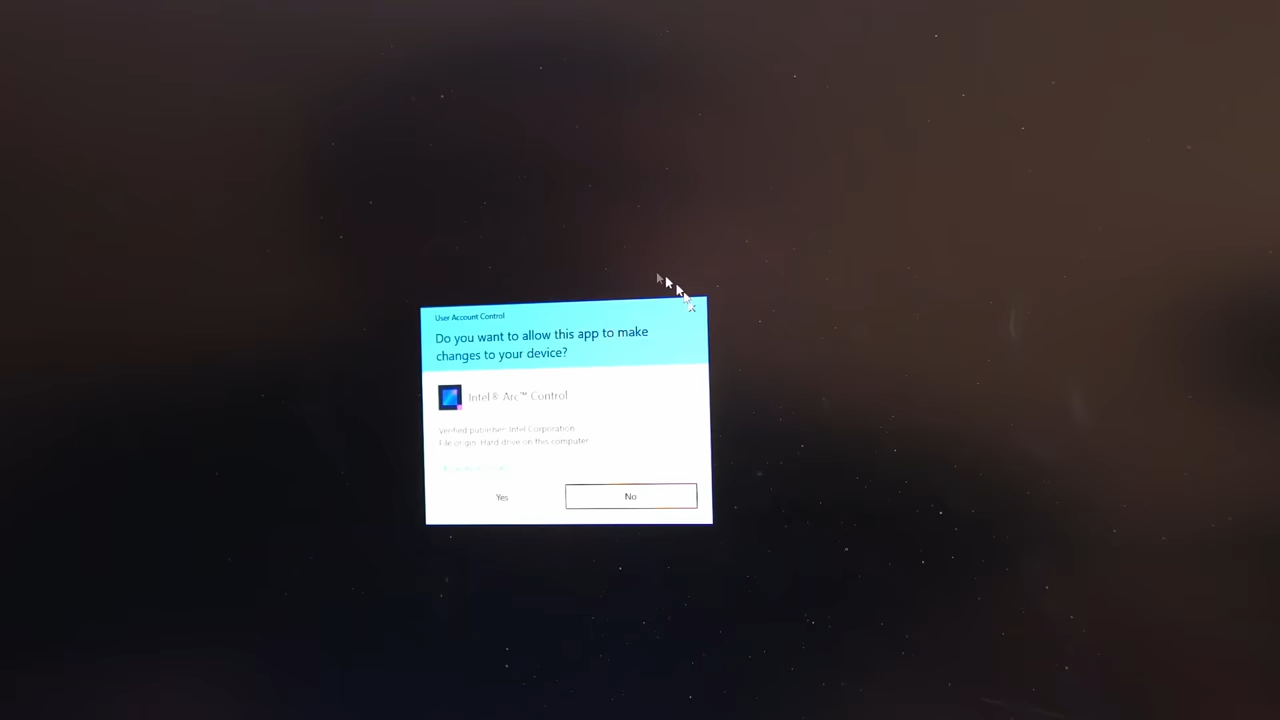 User Account Control
Do you want to allow this app to make
changes to your device?
Intel® Arc™ Control
Verified publisher: Intel Corporation
File origin: Hard drive on this computer
Yes
No